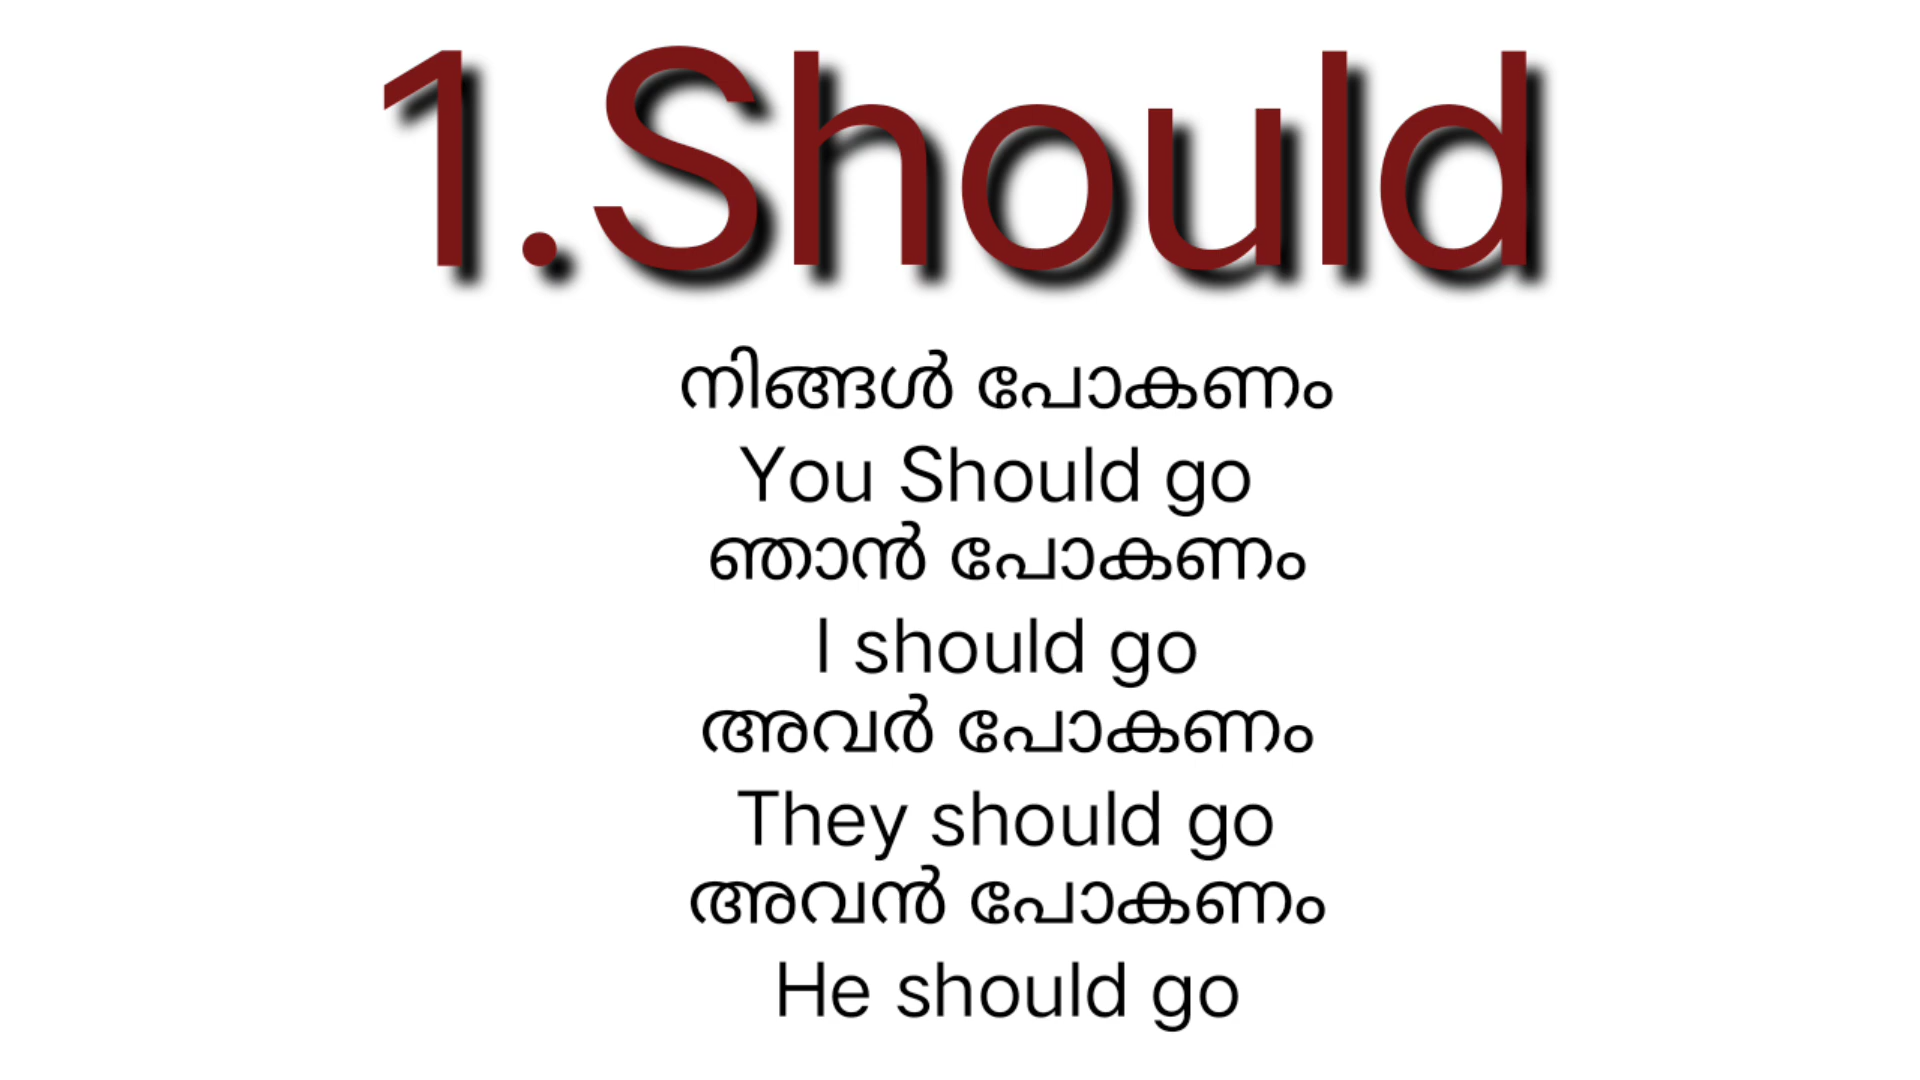 1.Should
നിങ്ങൾ പോകണം
You Should go
ഞാൻ പോകണം
I should go
അവർ പോകണം
They should go
അവൻ പോകണം
He should go